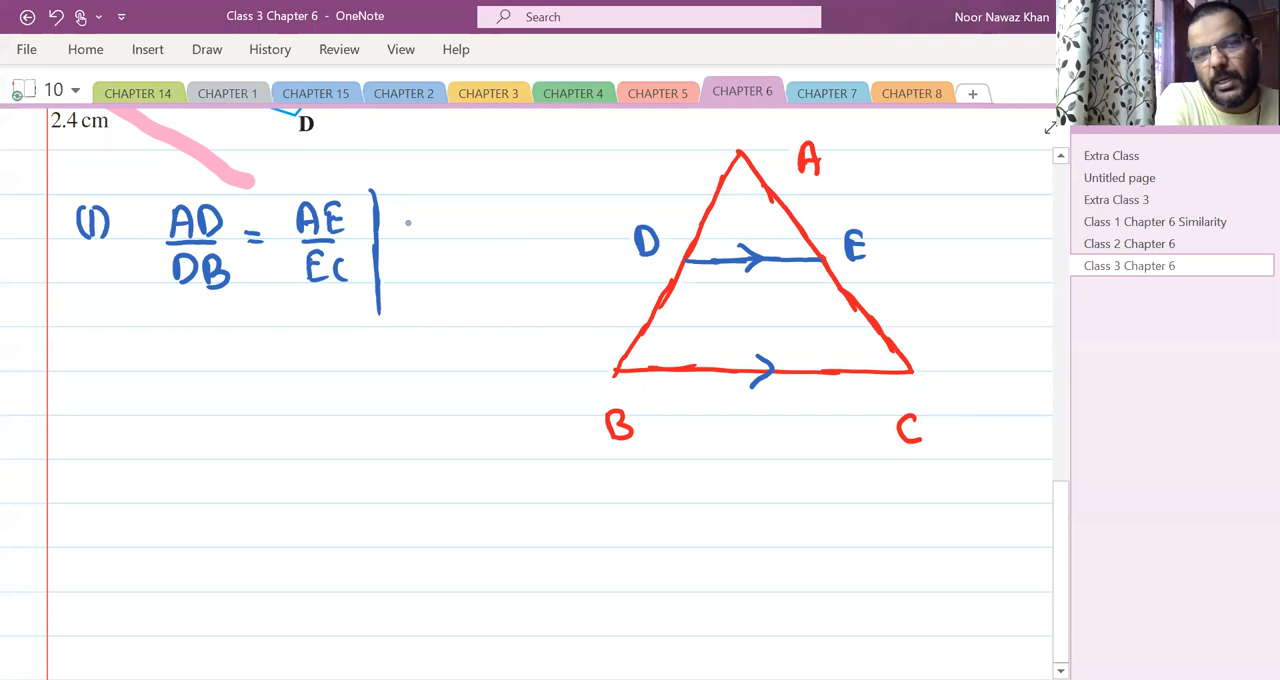 Class 3 Chapter 6 - OneNote
Search
Noor Nawaz Khan
File Home Insert Draw History Review View Help
10
CHAPTER 14 CHAPTER 1 CHAPTER 15 CHAPTER 2 CHAPTER 3 CHAPTER 4 CHAPTER 5 CHAPTER 6 CHAPTER 7 CHAPTER 8
Extra Class
Untitled page
Extra Class 3
Class 1 Chapter 6 Similarity
Class 2 Chapter 6
Class 3 Chapter 6
2.4 cm
D
(1) AD/DB = AE/EC
A
D E
B C